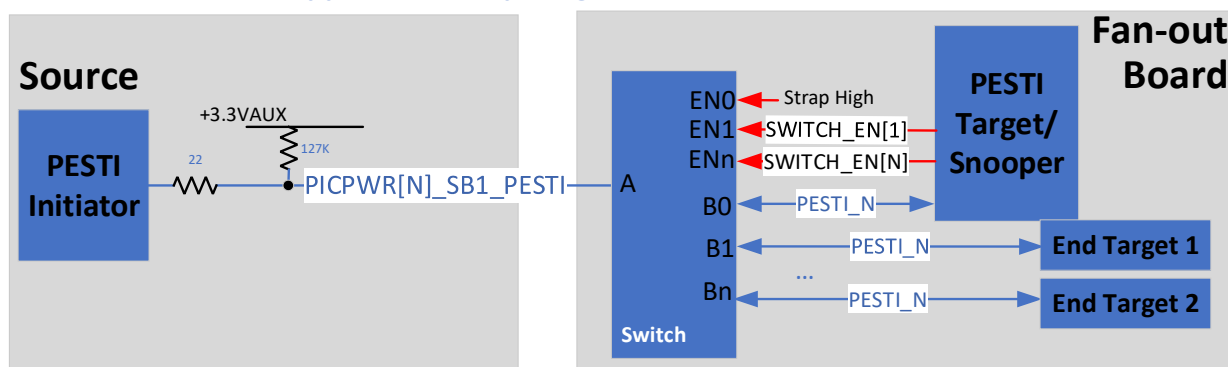 Source
PESTI
Initiator
22
+3.3VAUX
127K
PICPWR[N]_SB1_PESTI
Fan-out
Board
A
EN0
Strap High
EN1
SWITCH_EN[1]
ENn
SWITCH_EN[N]
B0
PESTI_N
B1
PESTI_N
...
Bn
PESTI_N
Switch
PESTI
Target/
Snooper
End Target 1
End Target 2